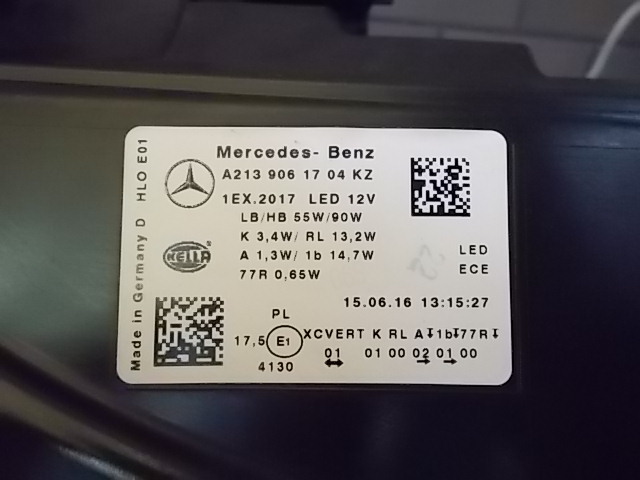 Mercedes- Benz
A213 906 17 04 KZ
1EX.2017 LED 12V
LB/HB 55W/90W
K 3,4W/ RL 13,2W
A 1,3W/ 1b 14,7W
77R 0,65W
LED
ECE
HELLA
Made in Germany D HLO E01
15.06.16 13:15:27
PL
17,5 E1 XCVERT K RL A↧1b↧77R↧
01 01 00 02 01 00
↔ → →
4130